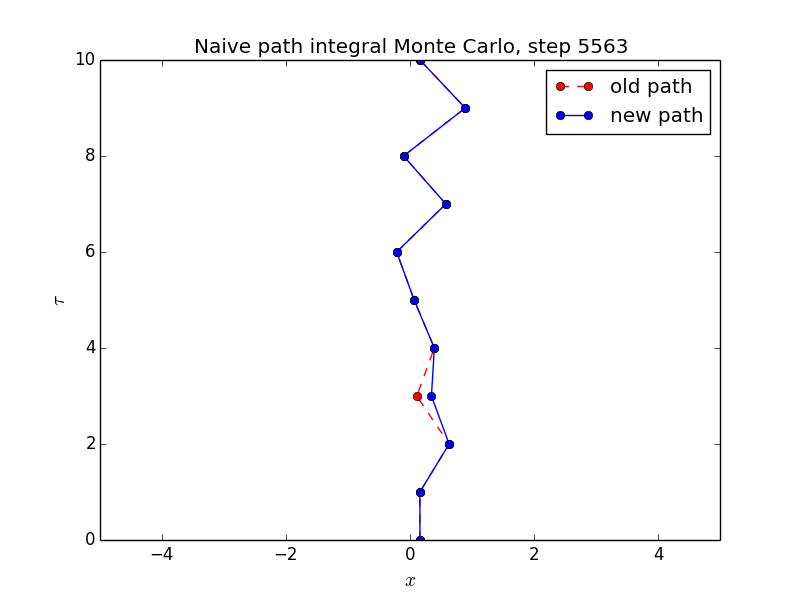 Naive path integral Monte Carlo, step 5563
10
8
6
4
2
0
τ
old path
new path
−4 −2 0 2 4
x